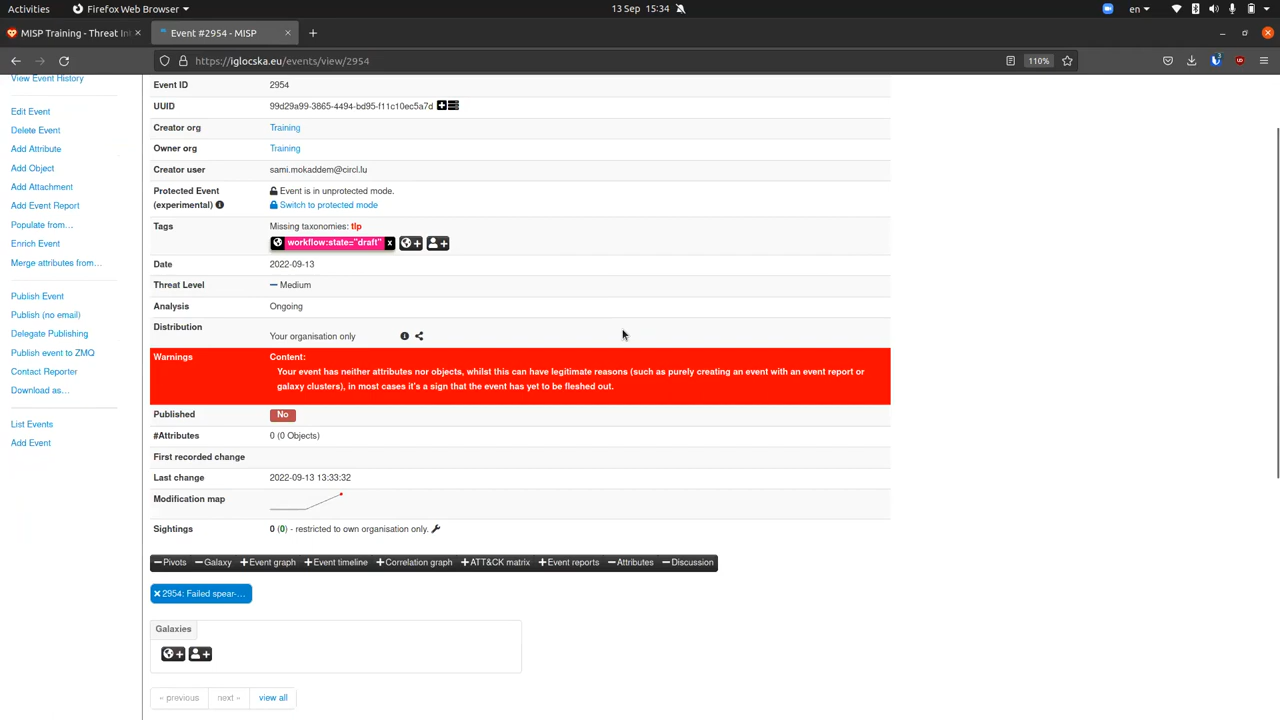 Activities
Firefox Web Browser
13 Sep 15:34
en
MISP Training - Threat In
Event #2954 - MISP
https://iglocska.eu/events/view/2954
110%
View Event History
Edit Event
Delete Event
Add Attribute
Add Object
Add Attachment
Add Event Report
Populate from…
Enrich Event
Merge attributes from…
Publish Event
Publish (no email)
Delegate Publishing
Publish event to ZMQ
Contact Reporter
Download as…
List Events
Add Event
Event ID 2954
UUID 99d29a99-3865-4494-bd95-f11c10ec5a7d
Creator org Training
Owner org Training
Creator user sami.mokaddem@circl.lu
Protected Event Event is in unprotected mode.
(experimental) Switch to protected mode
Tags Missing taxonomies: tlp
workflow:state="draft" x
Date 2022-09-13
Threat Level Medium
Analysis Ongoing
Distribution
Your organisation only
Warnings Content:
Your event has neither attributes nor objects, whilst this can have legitimate reasons (such as purely creating an event with an event report or
galaxy clusters), in most cases it's a sign that the event has yet to be fleshed out.
Published No
#Attributes 0 (0 Objects)
First recorded change
Last change 2022-09-13 13:33:32
Modification map
Sightings 0 (0) - restricted to own organisation only.
Pivots Galaxy Event graph Event timeline Correlation graph ATT&CK matrix Event reports Attributes Discussion
2954: Failed spear-…
Galaxies
« previous next » view all